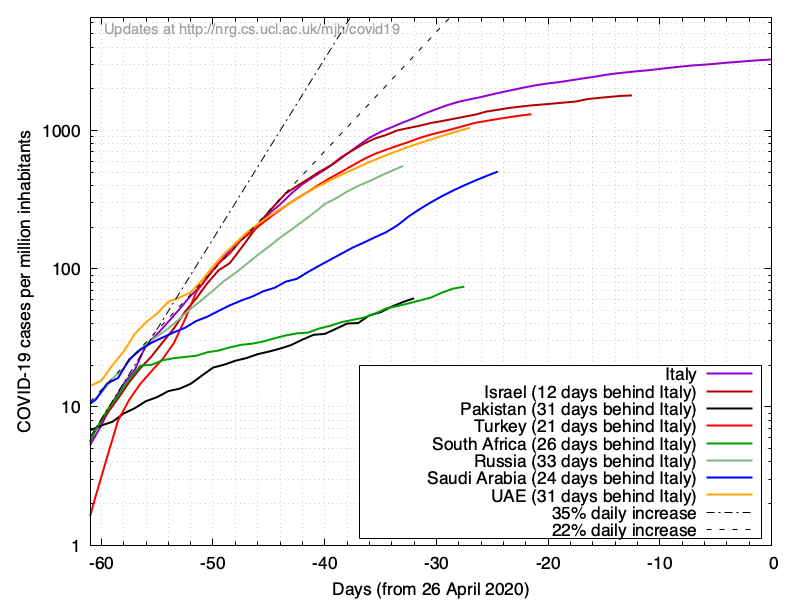 Updates at http://nrg.cs.ucl.ac.uk/mjh/covid19
COVID-19 cases per million inhabitants
1000
100
10
1
Italy
Israel (12 days behind Italy)
Pakistan (31 days behind Italy)
Turkey (21 days behind Italy)
South Africa (26 days behind Italy)
Russia (33 days behind Italy)
Saudi Arabia (24 days behind Italy)
UAE (31 days behind Italy)
35% daily increase
22% daily increase
-60 -50 -40 -30 -20 -10 0
Days (from 26 April 2020)